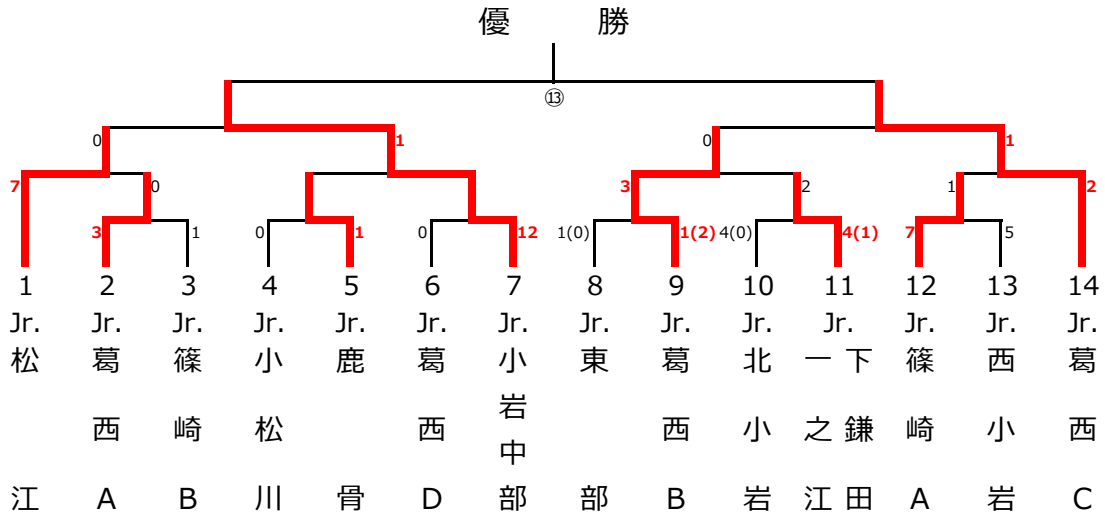 優 勝
⑬
0 1 0 1
7 0 3 2 1 2
3 1 0 1 0 12 1(0) 1(2) 4(0) 4(1) 7 5
1 2 3 4 5 6 7 8 9 10 11 12 13 14
Jr. Jr. Jr. Jr. Jr. Jr. Jr. Jr. Jr. Jr. Jr. Jr. Jr. Jr.
松江
葛西A
篠崎B
小松川
鹿骨
葛西D
小岩中部
東部
葛西B
北小岩
下鎌田
一之江
篠崎A
西小岩
葛西C